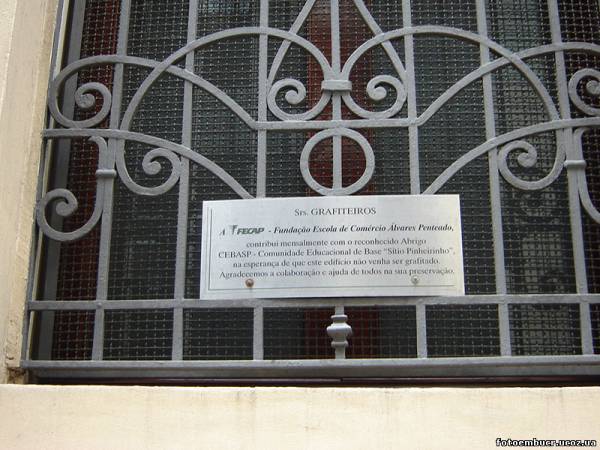 Srs. GRAFITEIROS
A FECAP - Fundação Escola de Comércio Álvares Penteado,
contribui mensalmente com o reconhecido Abrigo
CEBASP - Comunidade Educacional de Base "Sítio Pinheirinho",
na esperança de que este edifício não venha ser grafitado.
Agradecemos a colaboração e ajuda de todos na sua preservação.
fotoembuer.ucoz.ua